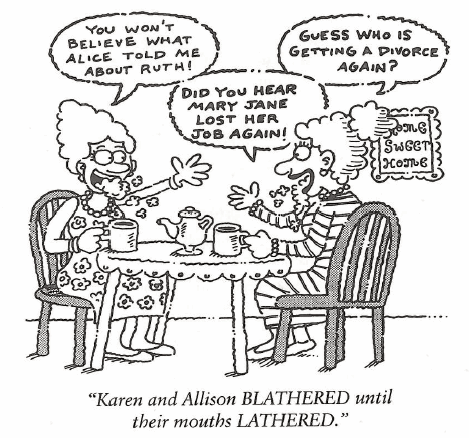 YOU WON'T
BELIEVE WHAT
ALICE TOLD ME
ABOUT RUTH!
DID YOU HEAR
MARY JANE
LOST HER
JOB AGAIN!
GUESS WHO IS
GETTING A DIVORCE
AGAIN?
HOME
SWEET
HOME
"Karen and Allison BLATHERED until
their mouths LATHERED."